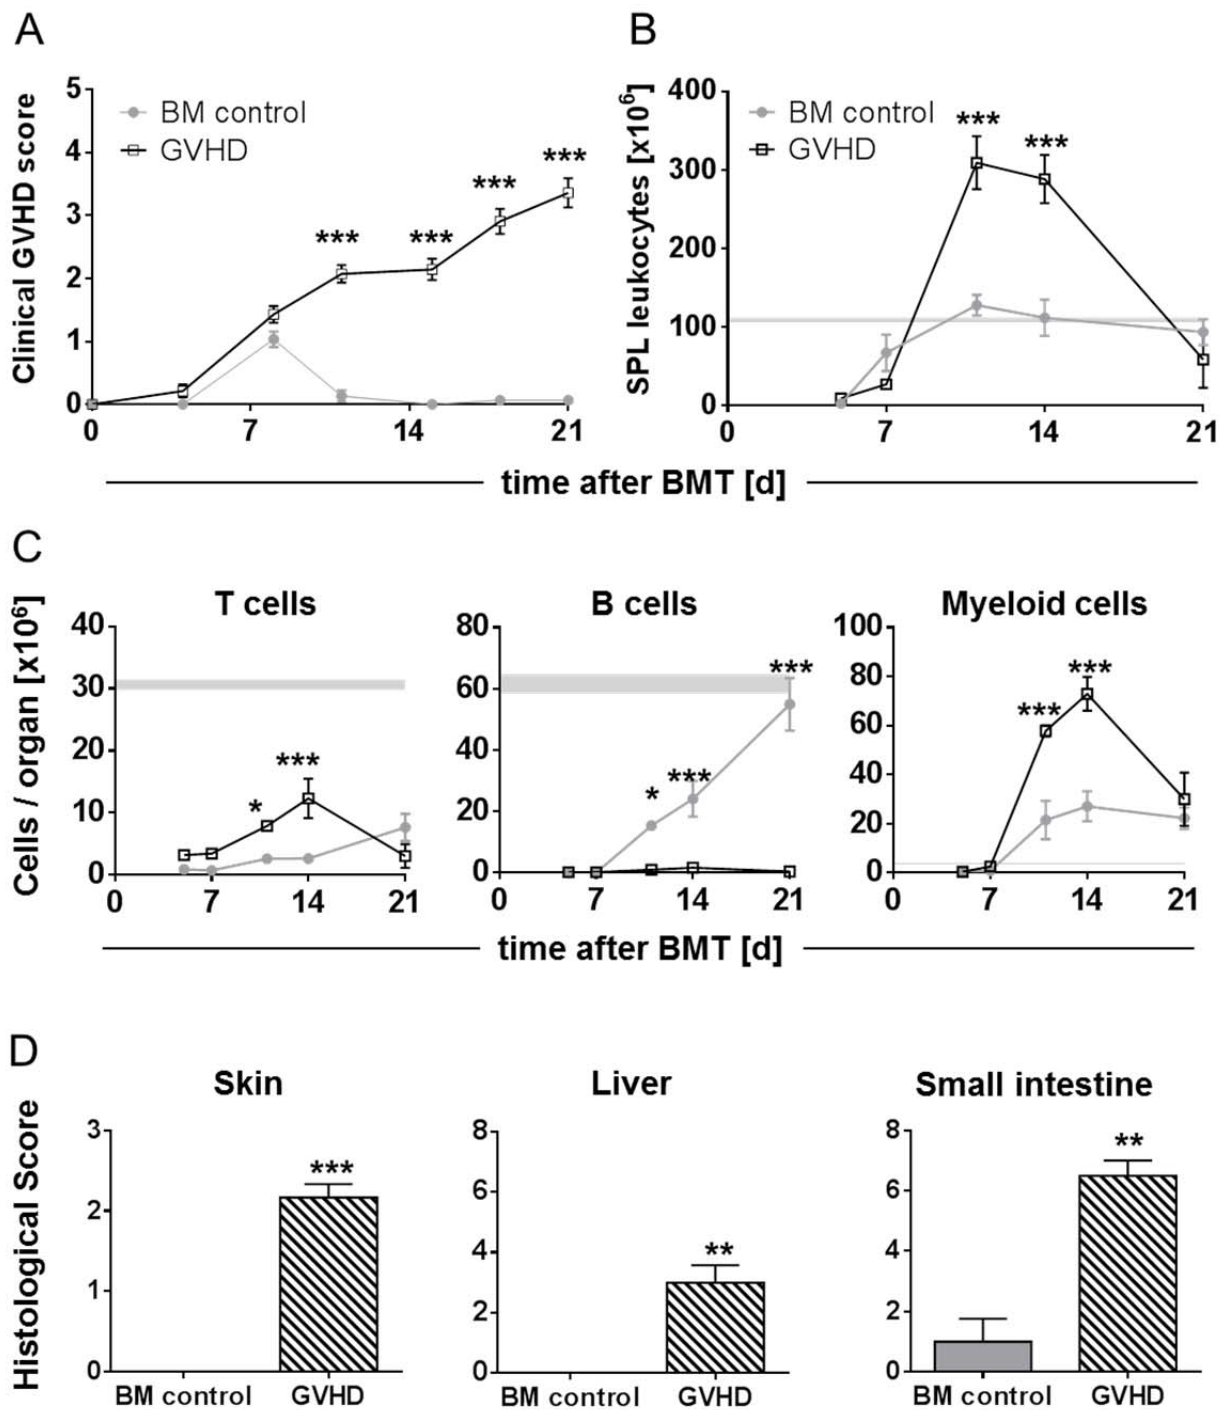 A
B
Clinical GVHD score
5
4
3
2
1
0
BM control
GVHD
***
***
***
***
0
7
14
21
SPL leukocytes [x10⁶]
400
300
200
100
0
BM control
GVHD
***
***
0
7
14
21
time after BMT [d]
C
Cells / organ [x10⁶]
T cells
40
30
20
10
0
*
***
0
7
14
21
B cells
80
60
40
20
0
*
***
***
0
7
14
21
Myeloid cells
100
80
60
40
20
0
***
***
0
7
14
21
time after BMT [d]
D
Histological Score
Skin
3
2
1
0
***
BM control
GVHD
Liver
8
6
4
2
0
**
BM control
GVHD
Small intestine
8
6
4
2
0
**
BM control
GVHD